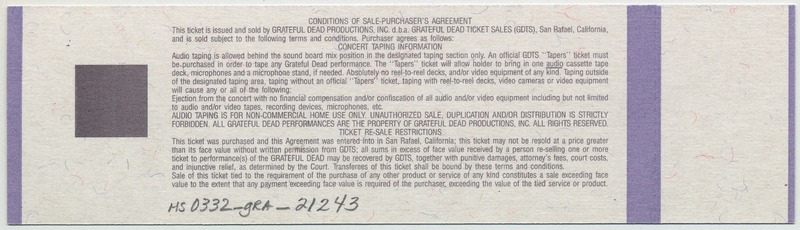 CONDITIONS OF SALE-PURCHASER'S AGREEMENT
This ticket is issued and sold by GRATEFUL DEAD PRODUCTIONS, INC. d.b.a. GRATEFUL DEAD TICKET SALES (GDTS), San Rafael, California,
and is sold subject to the following terms and conditions. Purchaser agrees as follows:
CONCERT TAPING INFORMATION
Audio taping is allowed behind the sound board mix position in the designated taping section only. An official GDTS "Tapers" ticket must
be purchased in order to tape any Grateful Dead performance. The "Tapers" ticket will allow holder to bring in one audio cassette tape
deck, microphones and a microphone stand, if needed. Absolutely no reel-to-reel decks, and/or video equipment of any kind. Taping outside
of the designated taping area, taping without an official "Tapers" ticket, taping with reel-to-reel decks, video cameras or video equipment
will cause any or all of the following:
Ejection from the concert with no financial compensation and/or confiscation of all audio and/or video equipment including but not limited
to audio and/or video tapes, recording devices, microphones, etc.
AUDIO TAPING IS FOR NON-COMMERCIAL HOME USE ONLY. UNAUTHORIZED SALE, DUPLICATION AND/OR DISTRIBUTION IS STRICTLY
FORBIDDEN. ALL GRATEFUL DEAD PERFORMANCES ARE THE PROPERTY OF GRATEFUL DEAD PRODUCTIONS, INC. ALL RIGHTS RESERVED.
TICKET RE-SALE RESTRICTIONS
This ticket was purchased and this Agreement was entered into in San Rafael, California; this ticket may not be resold at a price greater
than its face value without written permission from GDTS; all sums in excess of face value received by a person re-selling one or more
ticket to performance(s) of the GRATEFUL DEAD may be recovered by GDTS, together with punitive damages, attorney's fees, court costs,
and injunctive relief, as determined by the Court. Transferees of this ticket shall be bound by these terms and conditions.
Sale of this ticket tied to the requirement of the purchase of any other product or service of any kind constitutes a sale exceeding face
value to the extent that any payment exceeding face value is required of the purchaser, exceeding the value of the tied service or product.
MS0332-gRA-21243